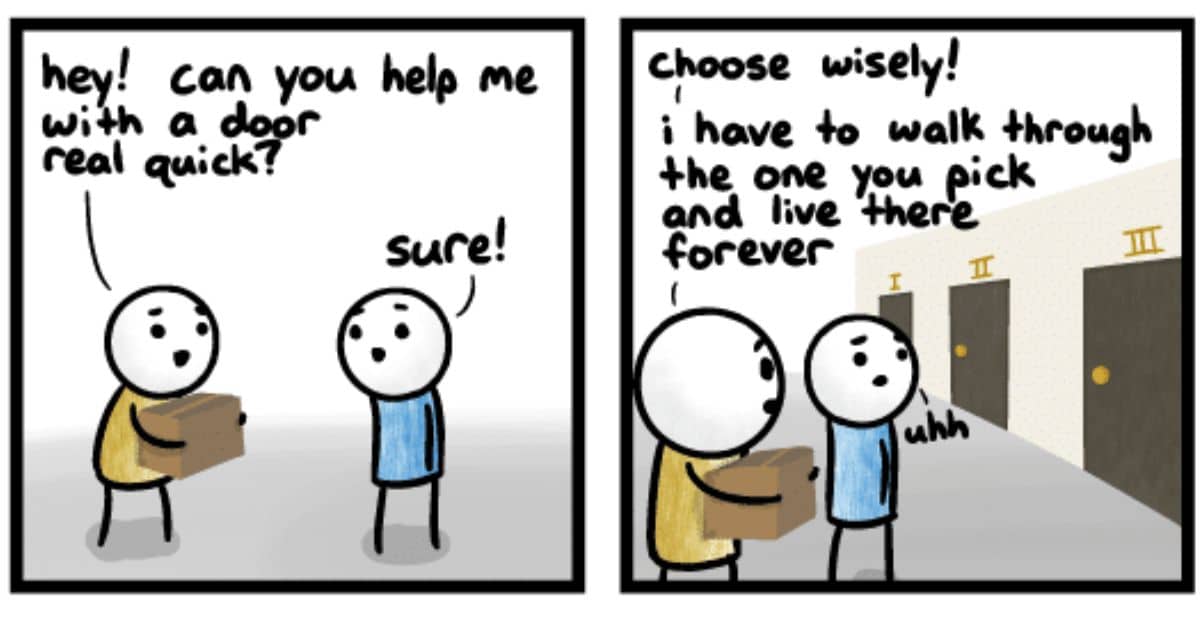 hey! can you help me
with a door
real quick?
sure!
choose wisely!
i have to walk through
the one you pick
and live there
forever
uhh
I
II
III